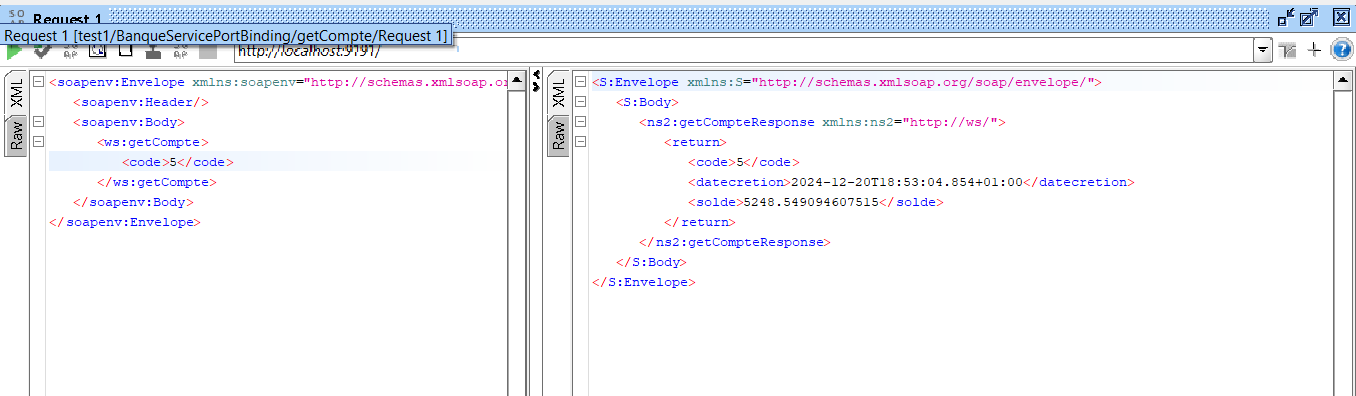 Request 1
Request 1 [test1/BanqueServicePortBinding/getCompte/Request 1]
http://localhost:9191/
XML
Raw
<soapenv:Envelope xmlns:soapenv="http://schemas.xmlsoap.or
<soapenv:Header/>
<soapenv:Body>
<ws:getCompte>
<code>5</code>
</ws:getCompte>
</soapenv:Body>
</soapenv:Envelope>
XML
Raw
<S:Envelope xmlns:S="http://schemas.xmlsoap.org/soap/envelope/">
<S:Body>
<ns2:getCompteResponse xmlns:ns2="http://ws/">
<return>
<code>5</code>
<datecretion>2024-12-20T18:53:04.854+01:00</datecretion>
<solde>5248.549094607515</solde>
</return>
</ns2:getCompteResponse>
</S:Body>
</S:Envelope>